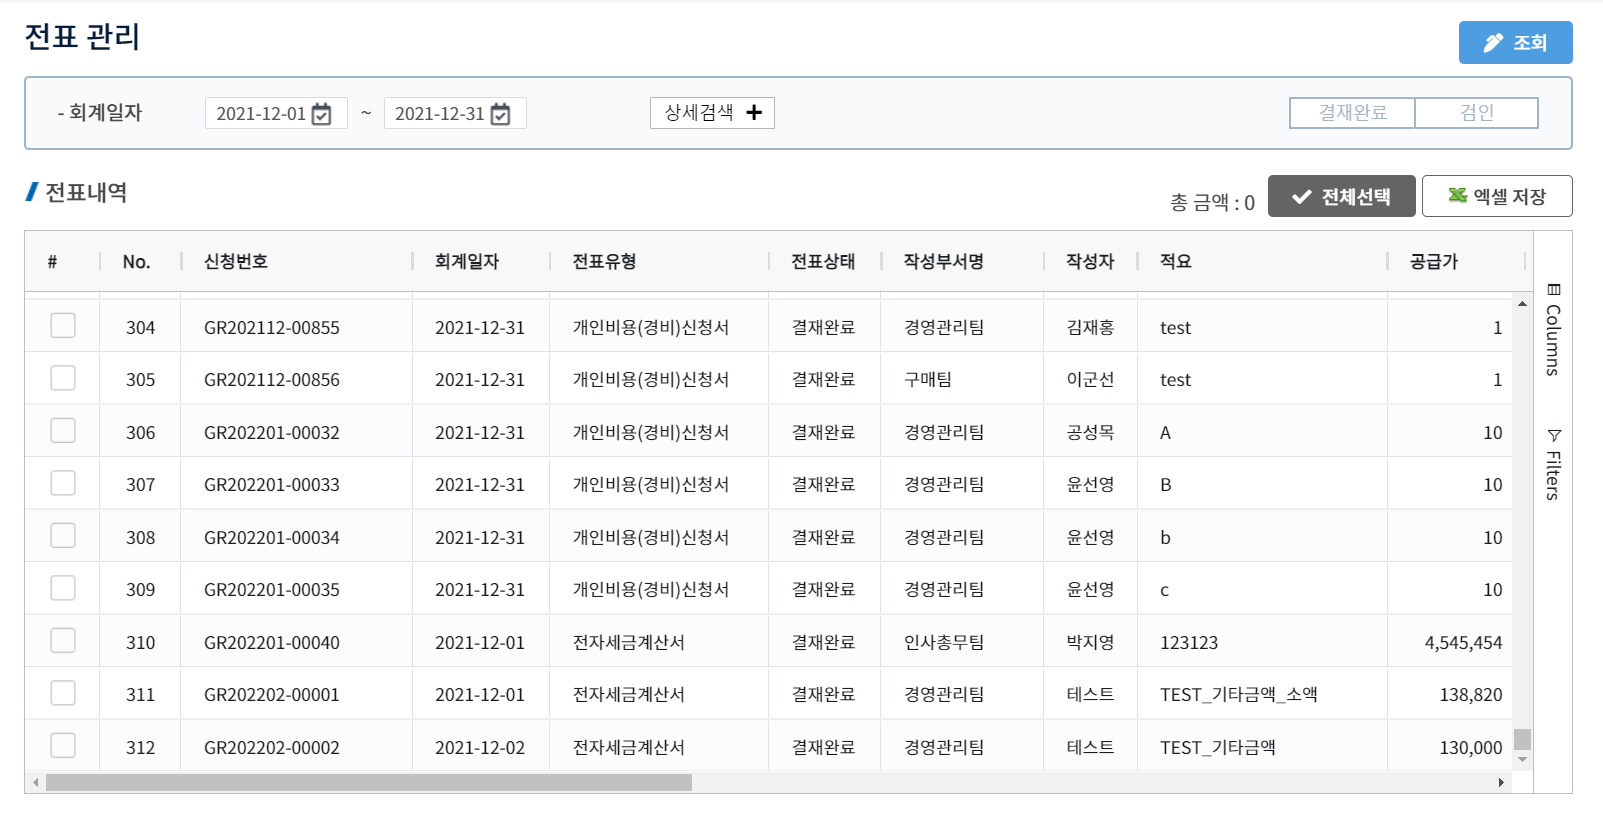 전표 관리
조회
- 회계일자 2021-12-01 ~ 2021-12-31 상세검색 + 결재완료 검인
전표내역
총 금액 : 0 전체선택 엑셀 저장
# No. 신청번호 회계일자 전표유형 전표상태 작성부서명 작성자 적요 공급가
304 GR202112-00855 2021-12-31 개인비용(경비)신청서 결재완료 경영관리팀 김재홍 test 1
305 GR202112-00856 2021-12-31 개인비용(경비)신청서 결재완료 구매팀 이군선 test 1
306 GR202201-00032 2021-12-31 개인비용(경비)신청서 결재완료 경영관리팀 공성목 A 10
307 GR202201-00033 2021-12-31 개인비용(경비)신청서 결재완료 경영관리팀 윤선영 B 10
308 GR202201-00034 2021-12-31 개인비용(경비)신청서 결재완료 경영관리팀 윤선영 b 10
309 GR202201-00035 2021-12-31 개인비용(경비)신청서 결재완료 경영관리팀 윤선영 c 10
310 GR202201-00040 2021-12-01 전자세금계산서 결재완료 인사총무팀 박지영 123123 4,545,454
311 GR202202-00001 2021-12-01 전자세금계산서 결재완료 경영관리팀 테스트 TEST_기타금액_소액 138,820
312 GR202202-00002 2021-12-02 전자세금계산서 결재완료 경영관리팀 테스트 TEST_기타금액 130,000
Columns
Filters